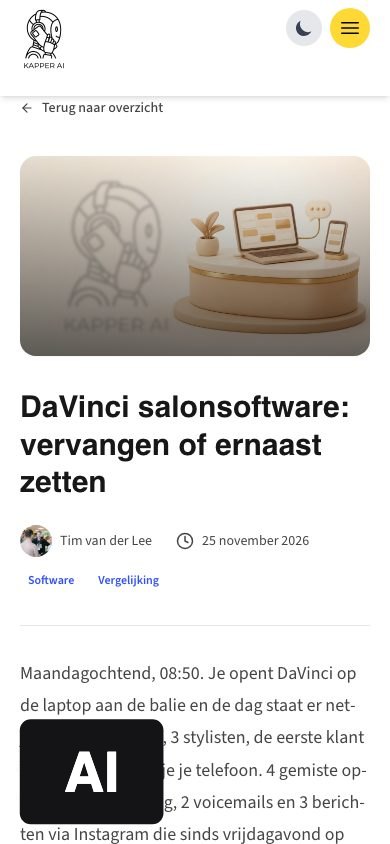 KAPPER AI
Terug naar overzicht
KAPPER AI
DaVinci salonsoftware:
vervangen of ernaast
zetten
Tim van der Lee
25 november 2026
Software
Vergelijking
Maandagochtend, 08:50. Je opent DaVinci op
de laptop aan de balie en de dag staat er net-
, 3 stylisten, de eerste klant
je je telefoon. 4 gemiste op-
AI
, 2 voicemails en 3 berich-
ten via Instagram die sinds vrijdagavond op